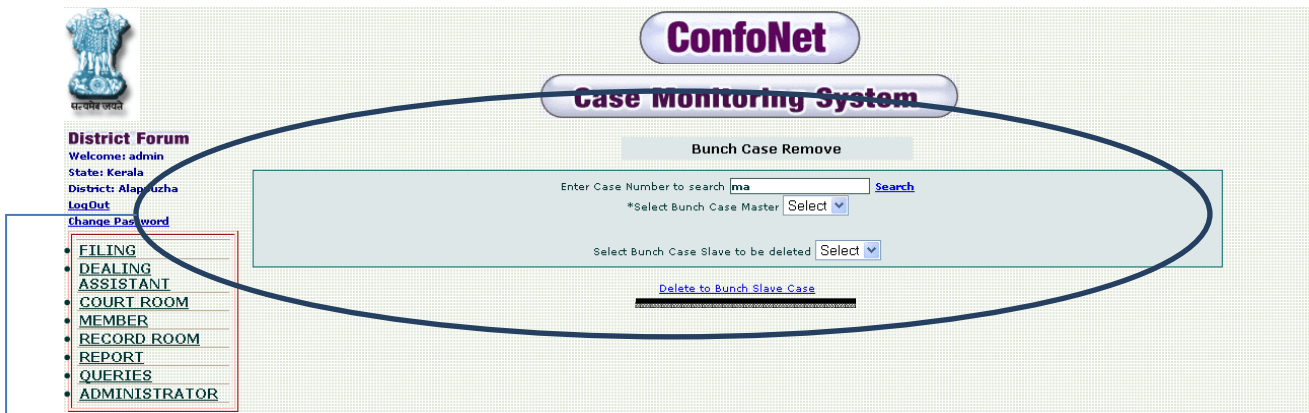 सत्यमेव जयते
ConfoNet
Case Monitoring System
District Forum
Welcome: admin
State: Kerala
District: Alappuzha
LogOut
Change Password
FILING
DEALING
ASSISTANT
COURT ROOM
MEMBER
RECORD ROOM
REPORT
QUERIES
ADMINISTRATOR
Bunch Case Remove
Enter Case Number to search ma Search
*Select Bunch Case Master Select
Select Bunch Case Slave to be deleted Select
Delete to Bunch Slave Case